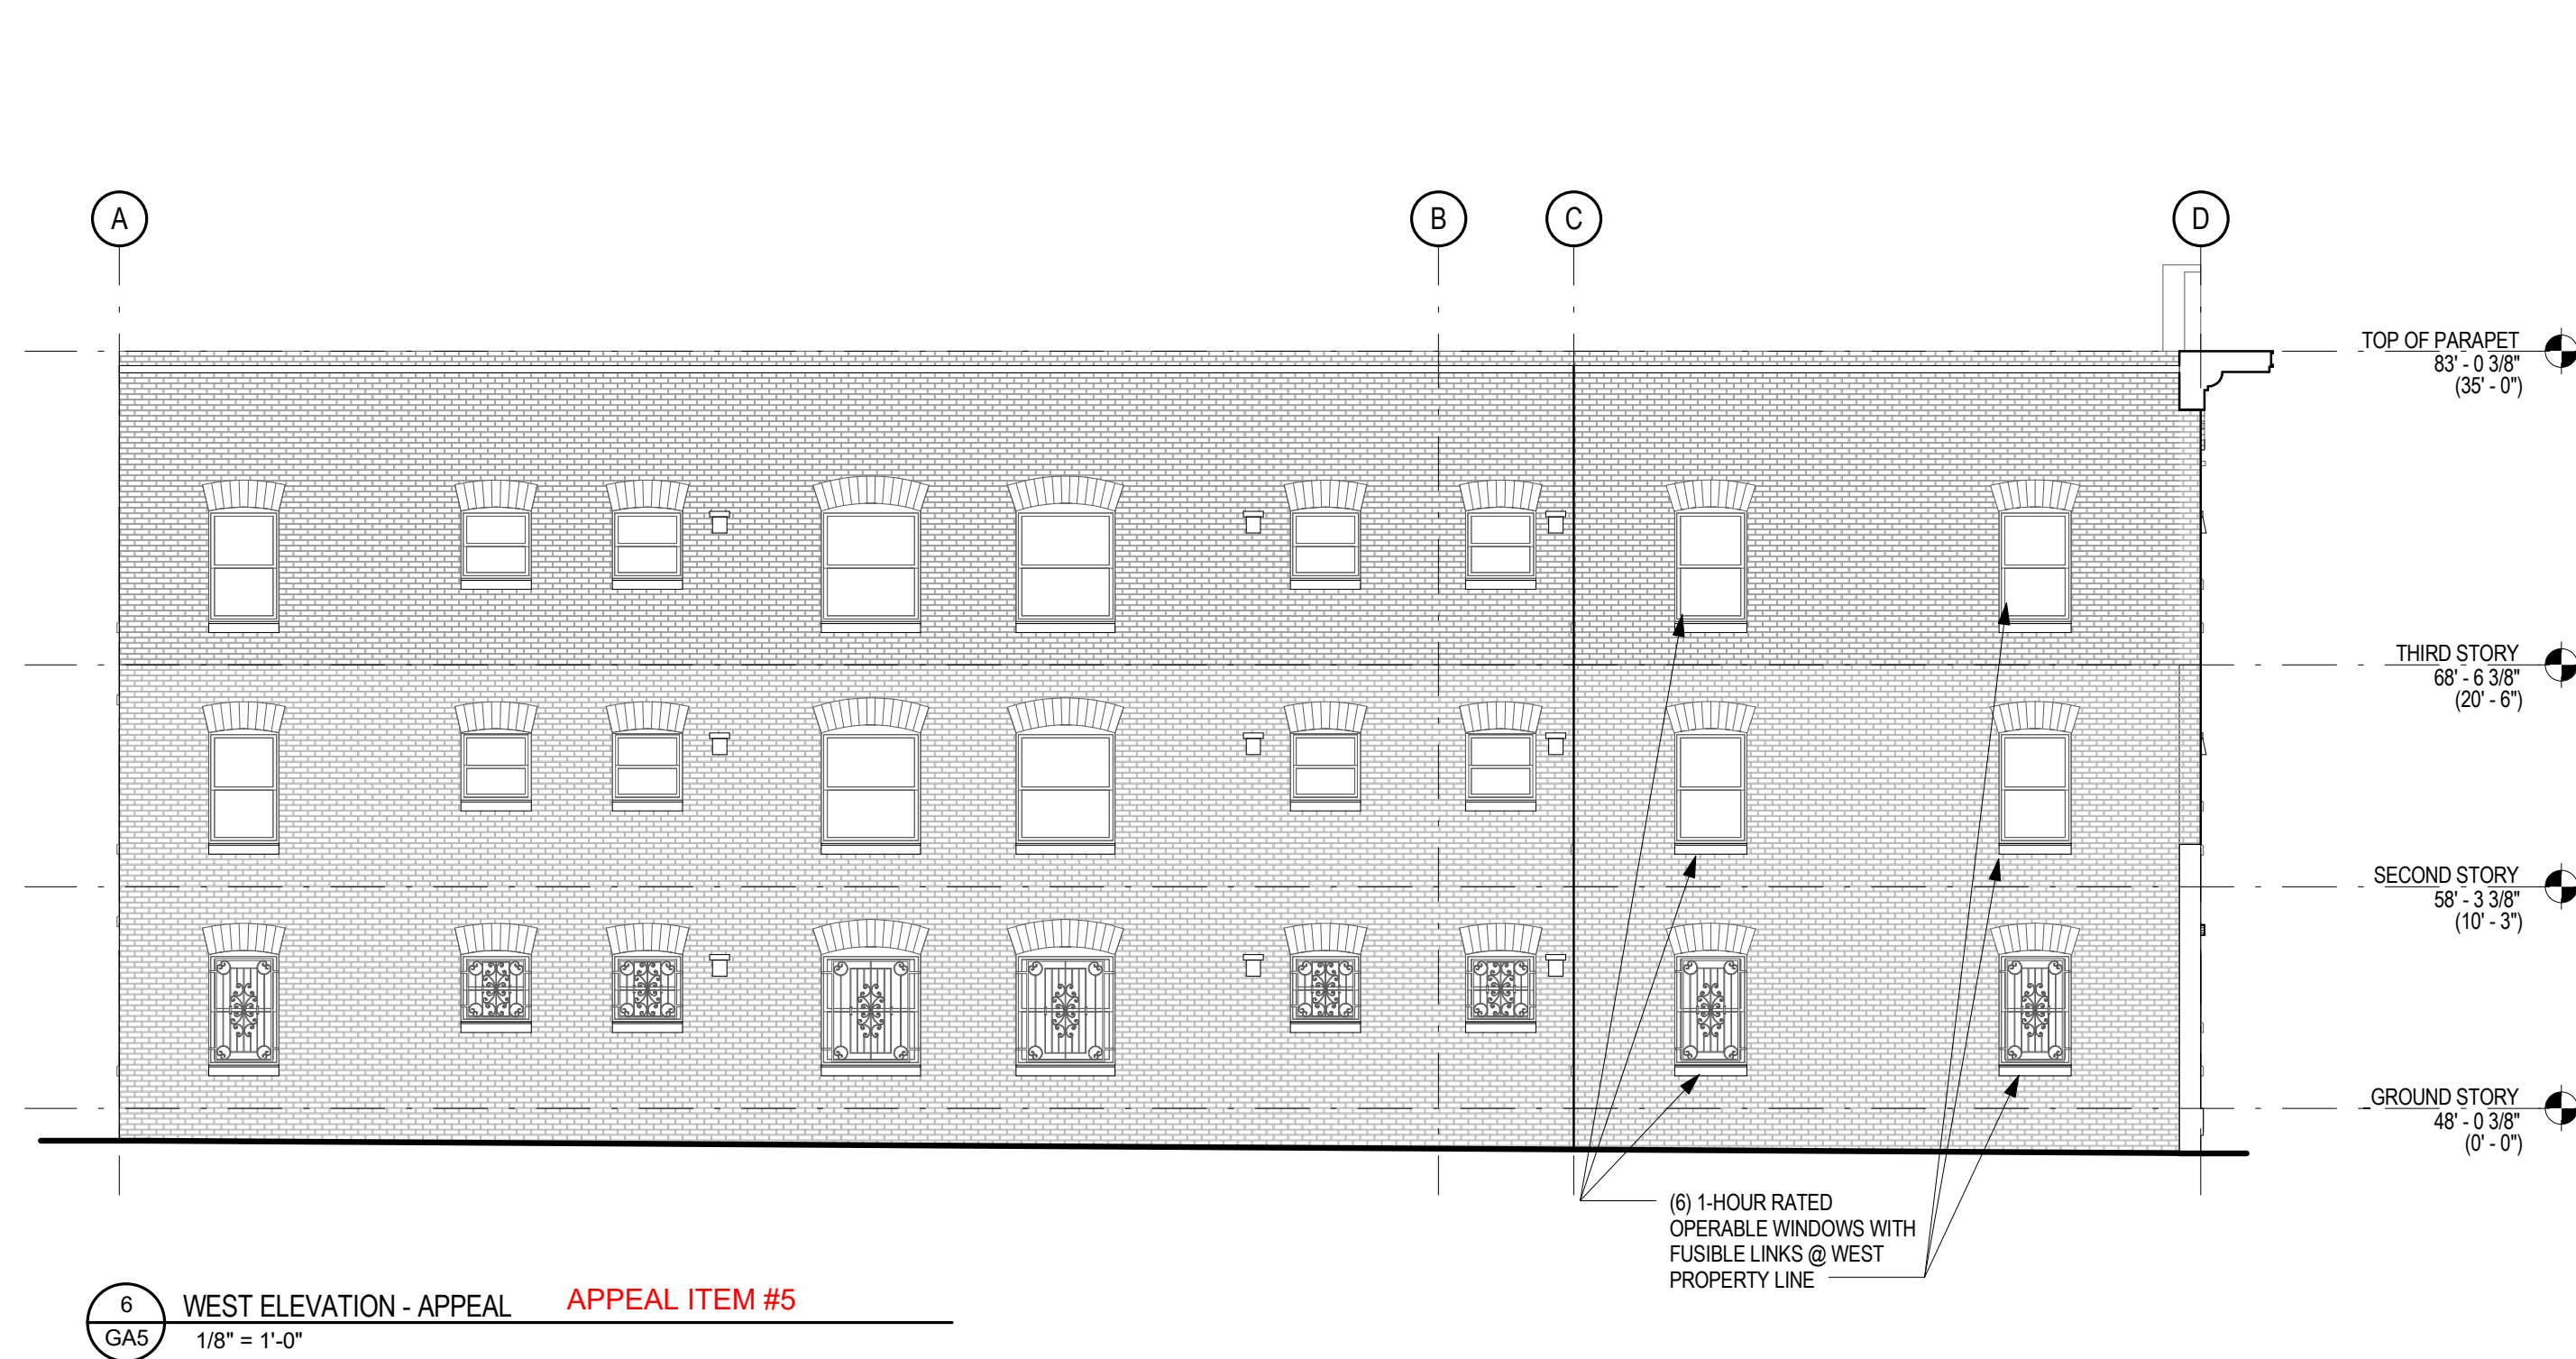 A
B
C
D
TOP OF PARAPET
83' - 0 3/8"
(35' - 0")
THIRD STORY
68' - 6 3/8"
(20' - 6")
SECOND STORY
58' - 3 3/8"
(10' - 3")
GROUND STORY
48' - 0 3/8"
(0' - 0")
(6) 1-HOUR RATED
OPERABLE WINDOWS WITH
FUSIBLE LINKS @ WEST
PROPERTY LINE
6
GA5
WEST ELEVATION - APPEAL
APPEAL ITEM #5
1/8" = 1'-0"